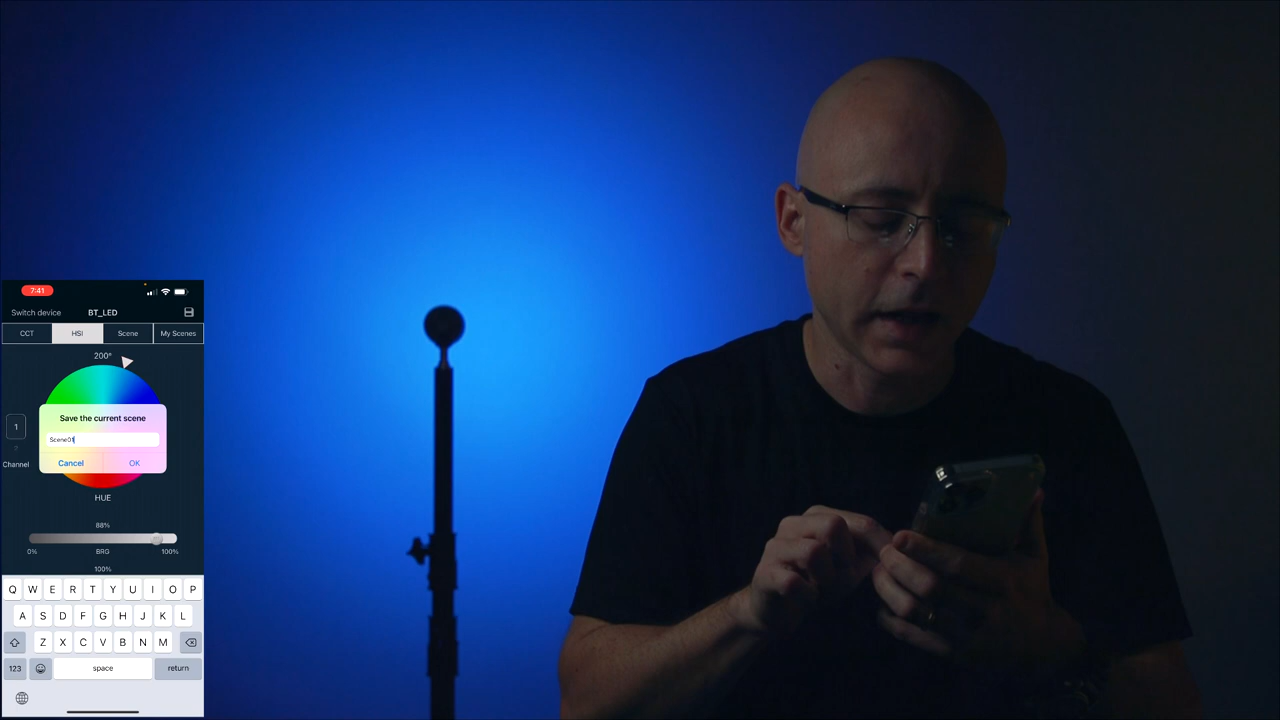 7:41
Switch device BT_LED
CCT HSI Scene My Scenes
200°
Save the current scene
1
Scene01
Cancel OK
Channel
HUE
88%
0% BRG 100%
100%
Q W E R T Y U I O P
A S D F G H J K L
Z X C V B N M
123 space return